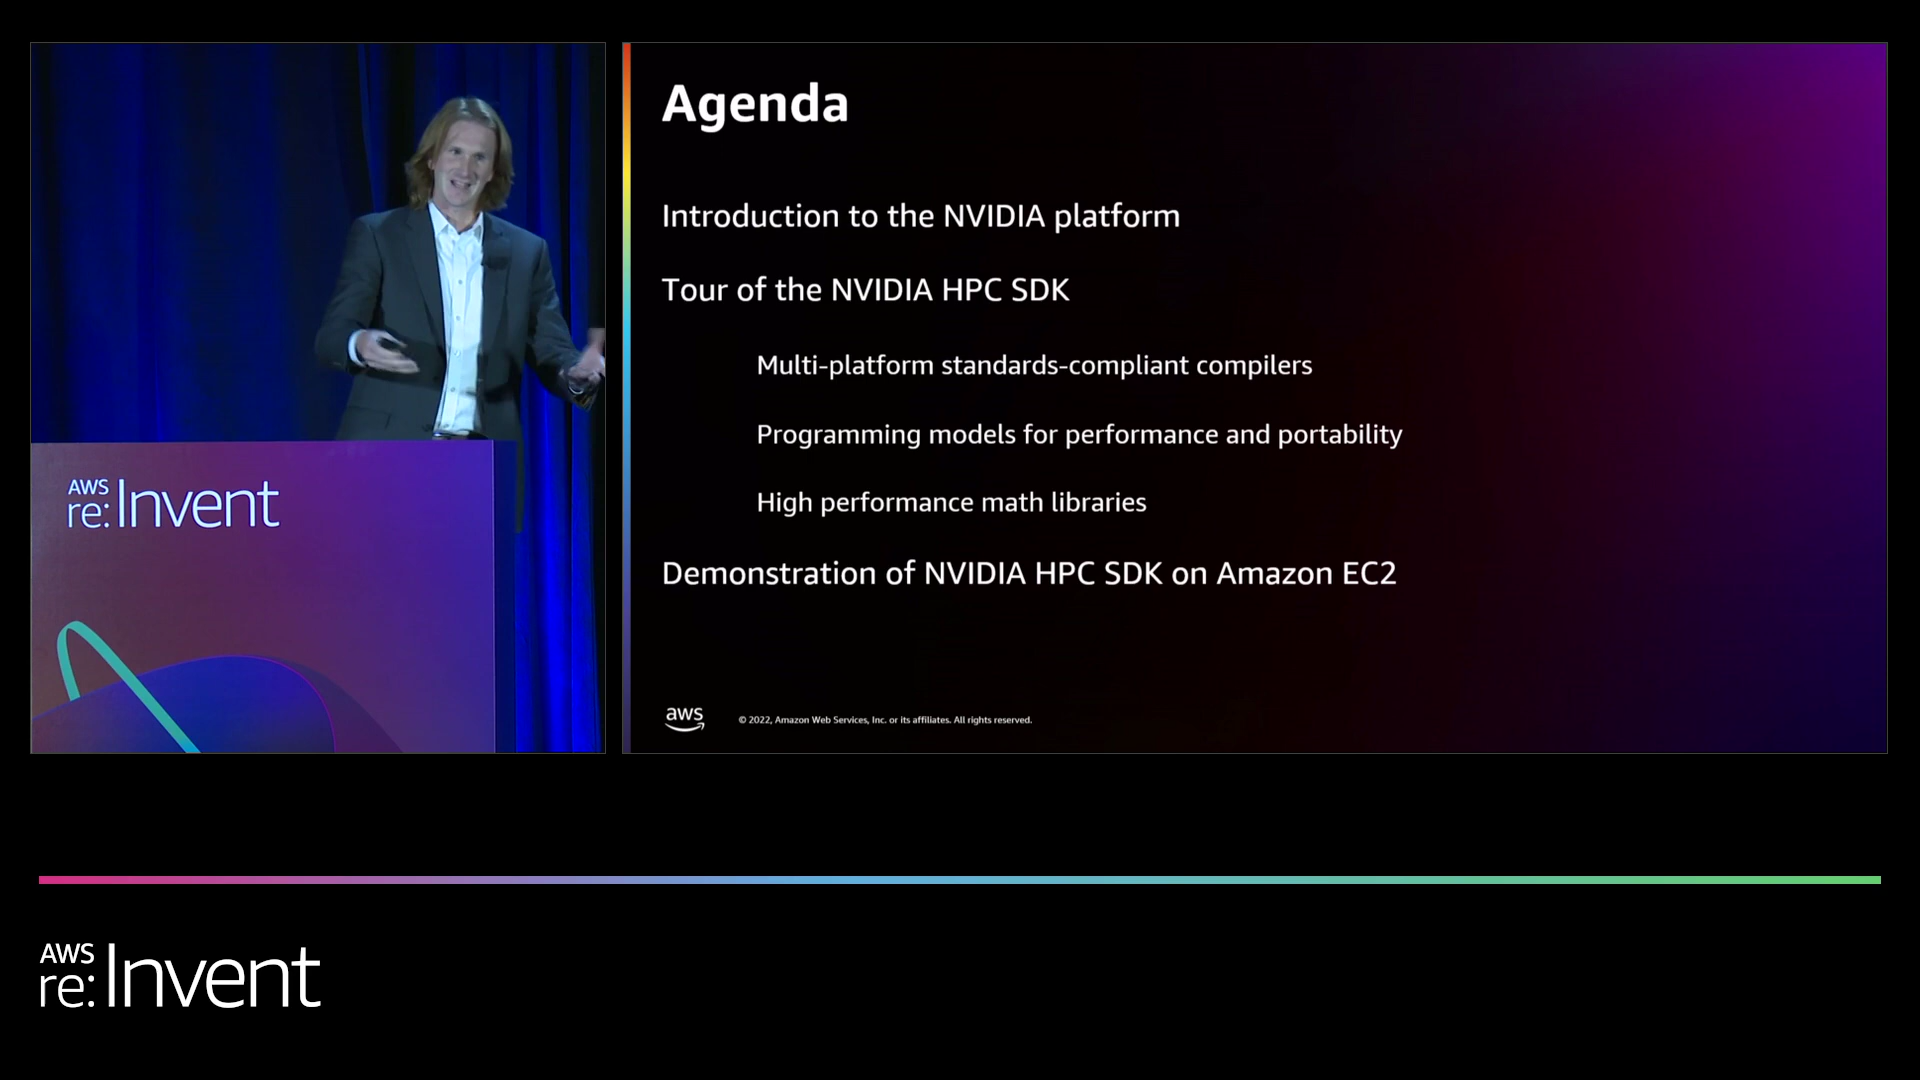 AWS
re:Invent
Agenda
Introduction to the NVIDIA platform
Tour of the NVIDIA HPC SDK
Multi-platform standards-compliant compilers
Programming models for performance and portability
High performance math libraries
Demonstration of NVIDIA HPC SDK on Amazon EC2
aws
© 2022, Amazon Web Services, Inc. or its affiliates. All rights reserved.
AWS
re:Invent